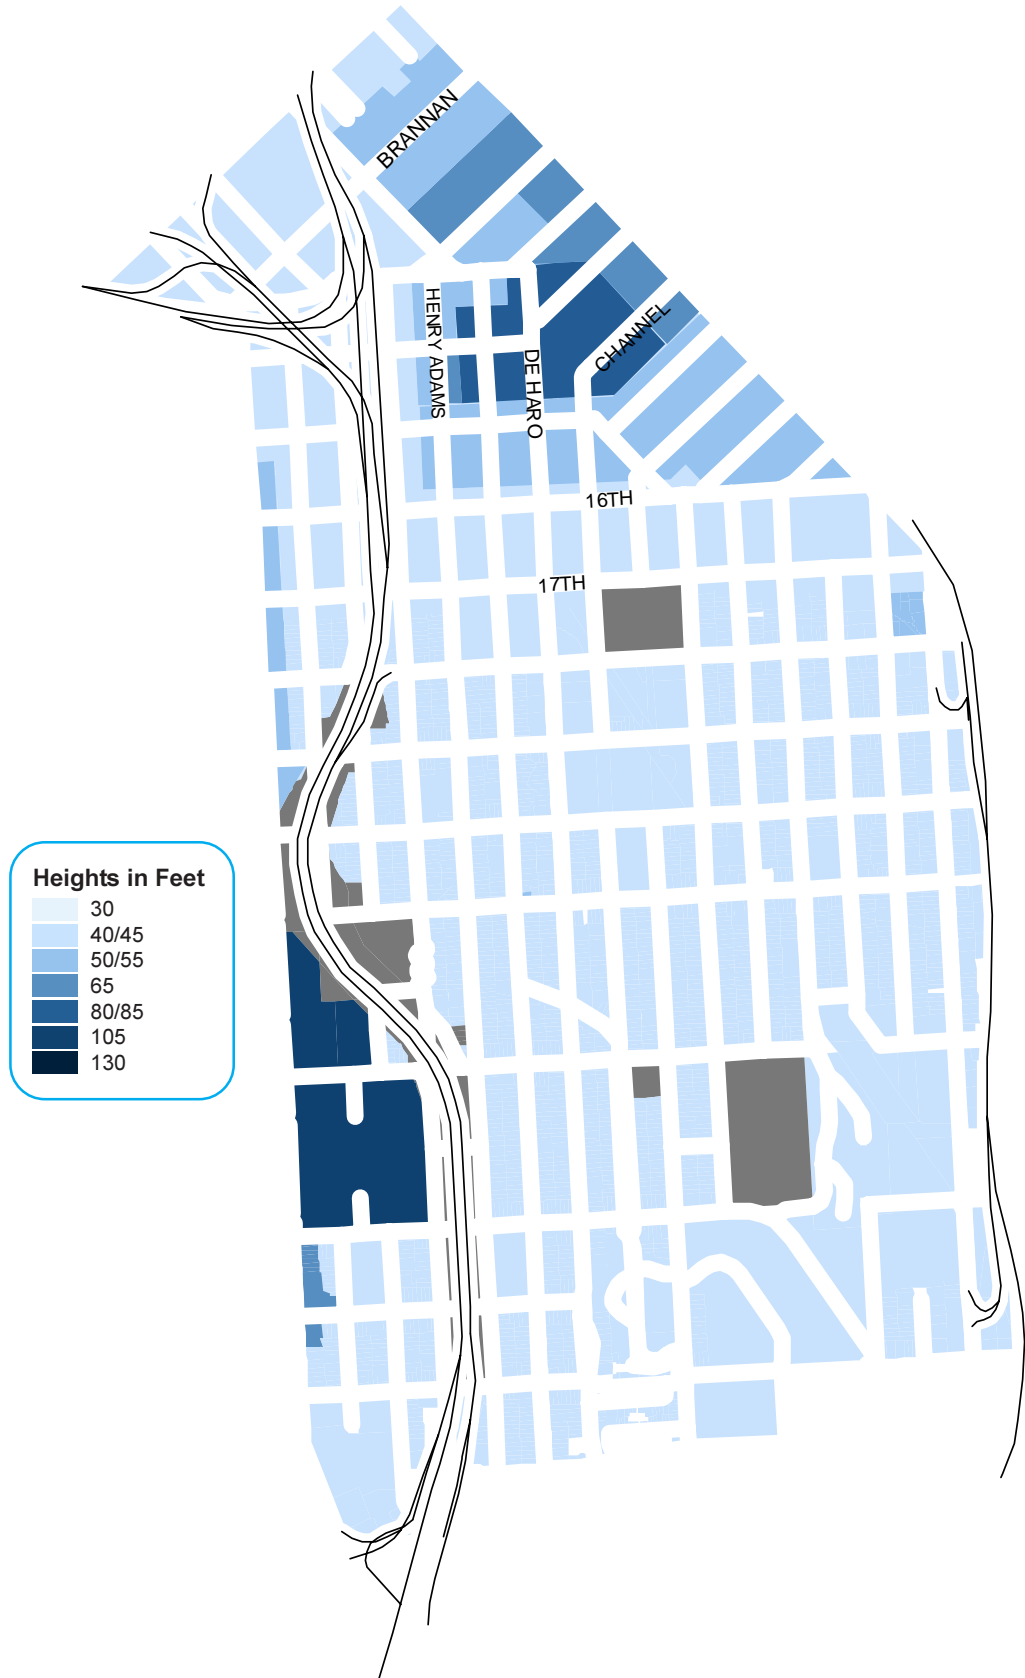 BRANNAN
HENRY ADAMS
DE HARO
CHANNEL
16TH
17TH
Heights in Feet
30
40/45
50/55
65
80/85
105
130